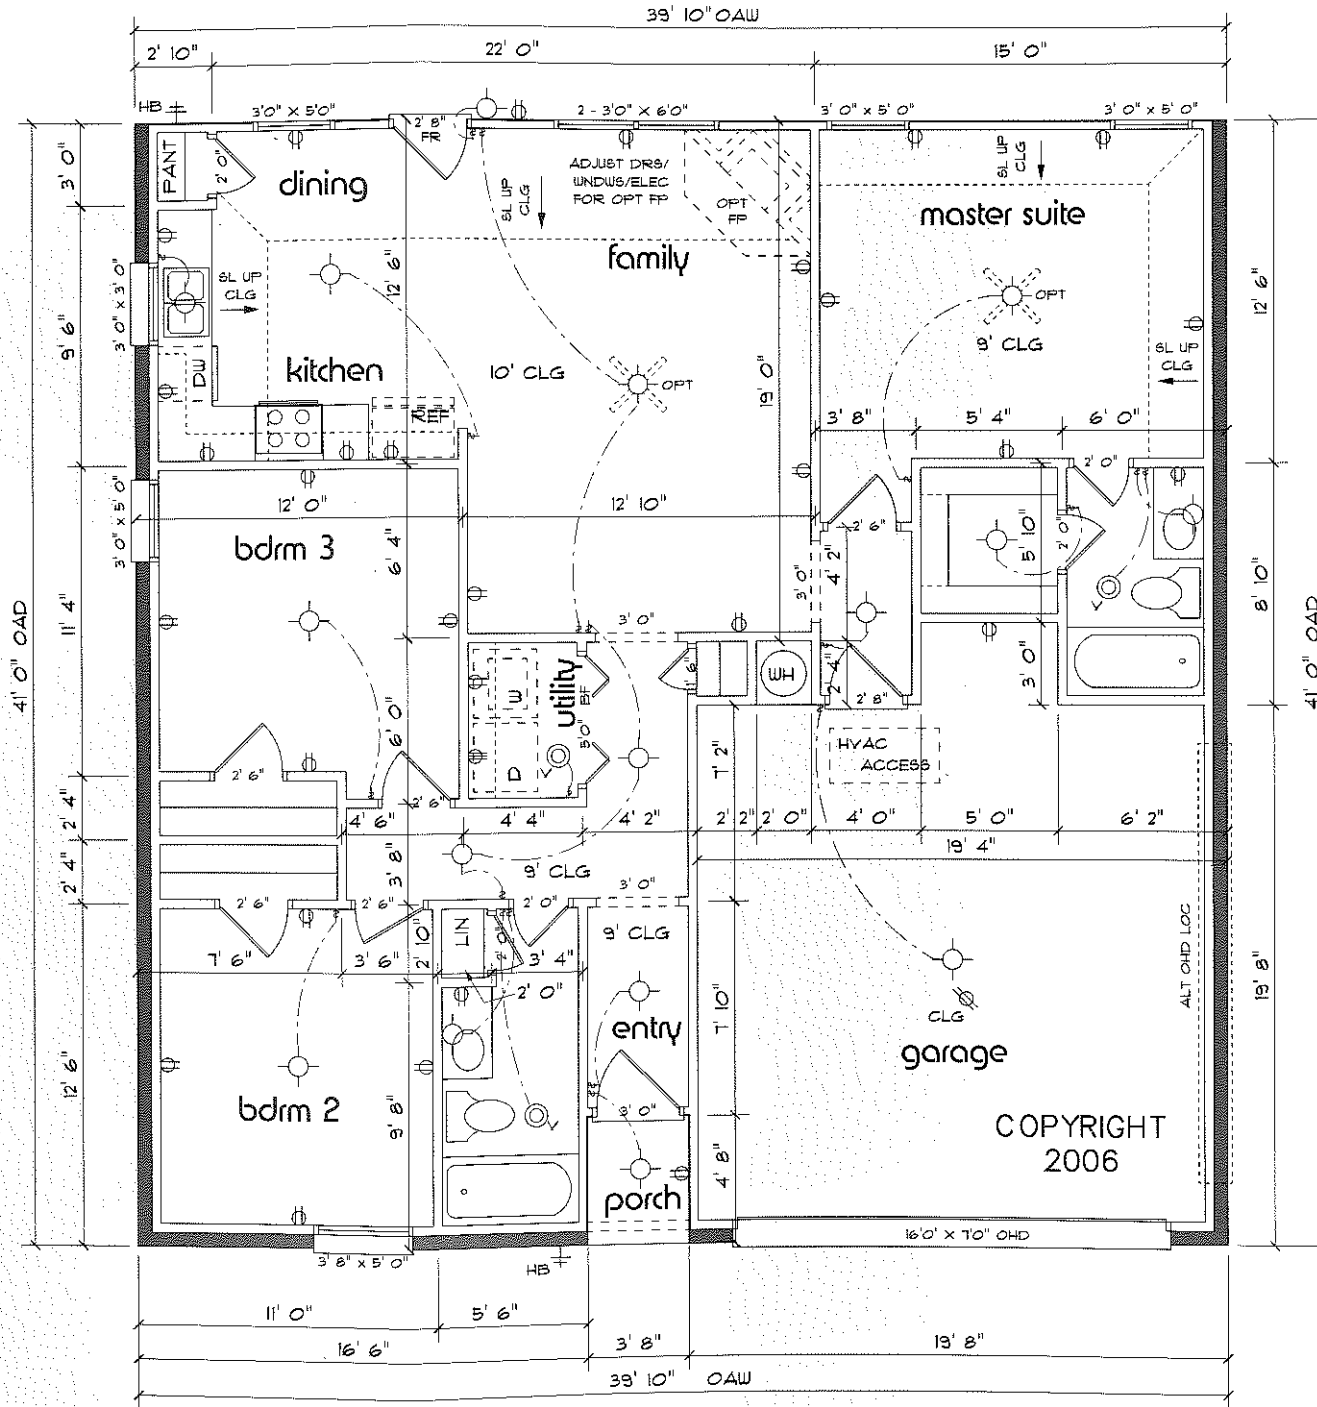 39' 10" OAW
2' 10"
22' 0"
15' 0"
HB
3'0" X 5'0"
2' 8"
FR
2 - 3'0" X 6'0"
3' 0" X 5' 0"
3' 0" X 5' 0"
3' 0"
PANT
2' 0"
dining
SL UP
CLG
ADJUST DRS/
WNDWS/ELEC
FOR OPT FP
OPT
FP
SL UP
CLG
master suite
family
SL UP
CLG
12' 6"
12' 6"
OPT
3' 0" X 3' 0"
9' 6"
9' CLG
SL UP
CLG
DW
kitchen
10' CLG
OPT
19' 0"
3' 8"
5' 4"
6' 0"
2' 0"
3' 0" X 5' 0"
12' 0"
12' 10"
bdrm 3
6' 4"
2' 6"
4' 2"
5' 10"
2' 0"
3' 0"
8' 10"
41' 0" OAD
11' 4"
41' 0" OAD
3' 0"
W
utility
BF
5'0"
1' 6"
WH
2' 4"
3' 0"
2' 8"
6' 0"
D
HVAC
ACCESS
7' 2"
2' 6"
2' 6"
2' 4"
4' 6"
4' 4"
4' 2"
2' 2"
2' 0"
4' 0"
5' 0"
6' 2"
19' 4"
2' 4"
3' 8"
9' CLG
3' 0"
2' 6"
2' 6"
2' 0"
LIN
2' 0"
9' CLG
7' 6"
3' 6"
2' 10"
3' 4"
2' 0"
ALT OHD LOC
19' 8"
7' 10"
CLG
entry
garage
12' 6"
bdrm 2
9' 8"
3' 0"
COPYRIGHT
2006
4' 8"
porch
16'0" X 7'0" OHD
3' 8" X 5' 0"
HB
11' 0"
5' 6"
16' 6"
3' 8"
19' 8"
39' 10" OAW